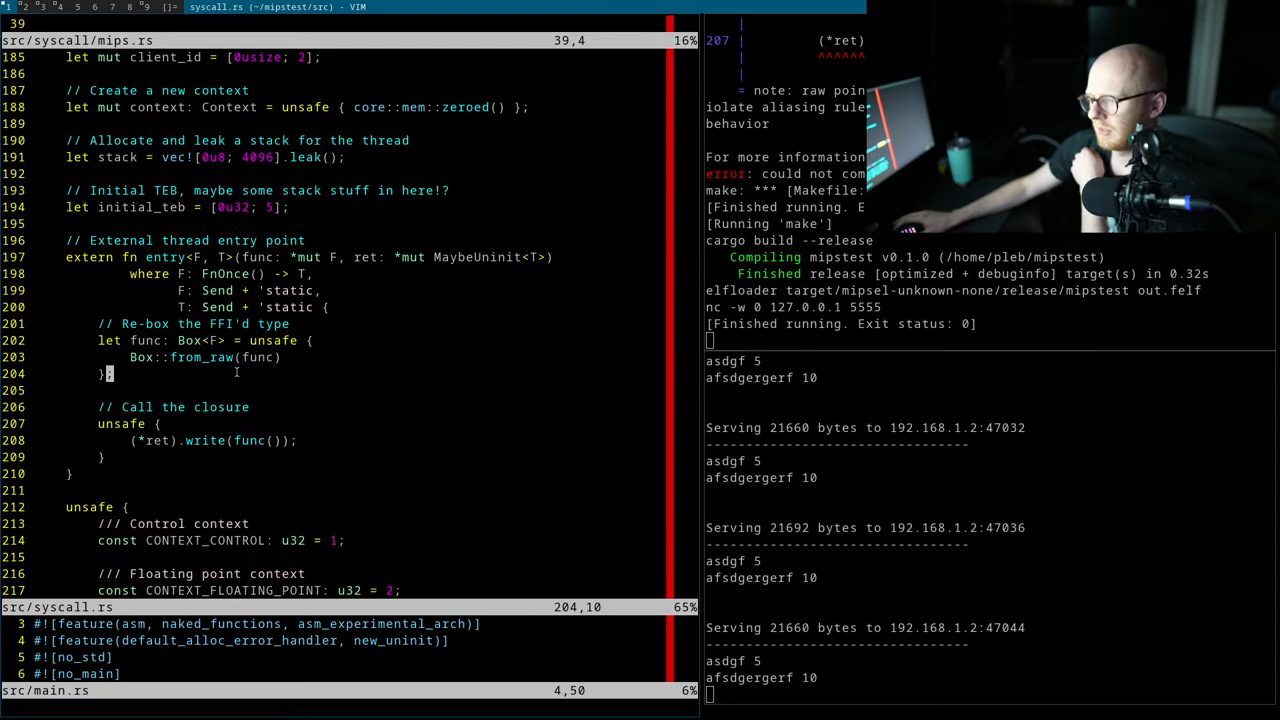 1 2 3 4 5 6 7 8 9 []= syscall.rs (~/mipstest/src) - VIM
39
src/syscall/mips.rs 39,4 16%
185 let mut client_id = [0usize; 2];
186
187 // Create a new context
188 let mut context: Context = unsafe { core::mem::zeroed() };
189
190 // Allocate and leak a stack for the thread
191 let stack = vec![0u8; 4096].leak();
192
193 // Initial TEB, maybe some stack stuff in here!?
194 let initial_teb = [0u32; 5];
195
196 // External thread entry point
197 extern fn entry<F, T>(func: *mut F, ret: *mut MaybeUninit<T>)
198 where F: FnOnce() -> T,
199 F: Send + 'static,
200 T: Send + 'static {
201 // Re-box the FFI'd type
202 let func: Box<F> = unsafe {
203 Box::from_raw(func)
204 };
205
206 // Call the closure
207 unsafe {
208 (*ret).write(func());
209 }
210 }
211
212 unsafe {
213 /// Control context
214 const CONTEXT_CONTROL: u32 = 1;
215
216 /// Floating point context
217 const CONTEXT_FLOATING_POINT: u32 = 2;
src/syscall.rs 204,10 65%
3 #![feature(asm, naked_functions, asm_experimental_arch)]
4 #![feature(default_alloc_error_handler, new_uninit)]
5 #![no_std]
6 #![no_main]
src/main.rs 4,50 6%
|
207 | (*ret)
| ^^^^^^
|
= note: raw poin
iolate aliasing rule
behavior
For more information
error: could not com
make: *** [Makefile:
[Finished running. E
[Running 'make']
cargo build --release
Compiling mipstest v0.1.0 (/home/pleb/mipstest)
Finished release [optimized + debuginfo] target(s) in 0.32s
elfloader target/mipsel-unknown-none/release/mipstest out.felf
nc -w 0 127.0.0.1 5555
[Finished running. Exit status: 0]
asdgf 5
afsdgergerf 10
Serving 21660 bytes to 192.168.1.2:47032
---------------------------------
asdgf 5
afsdgergerf 10
Serving 21692 bytes to 192.168.1.2:47036
---------------------------------
asdgf 5
afsdgergerf 10
Serving 21660 bytes to 192.168.1.2:47044
---------------------------------
asdgf 5
afsdgergerf 10